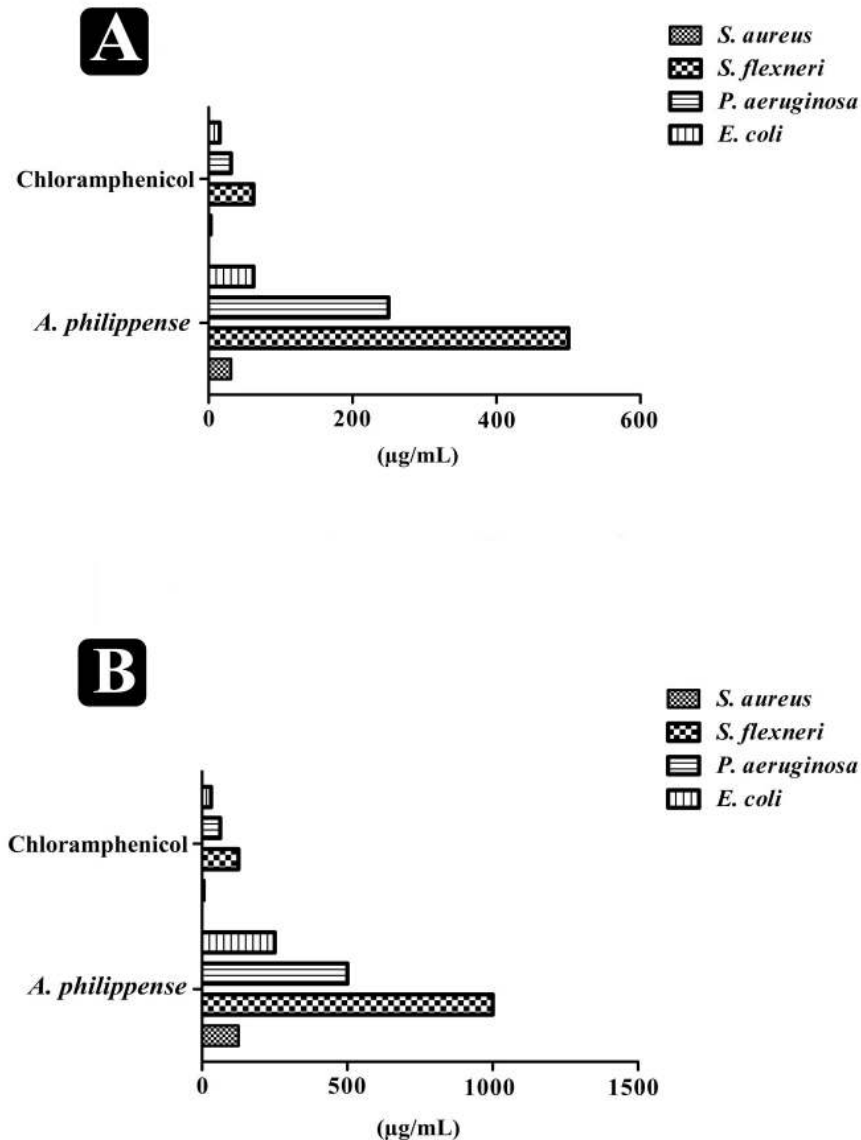 A
S. aureus
S. flexneri
P. aeruginosa
E. coli
Chloramphenicol
A. philippense
0 200 400 600
(µg/mL)
B
S. aureus
S. flexneri
P. aeruginosa
E. coli
Chloramphenicol
A. philippense
0 500 1000 1500
(µg/mL)